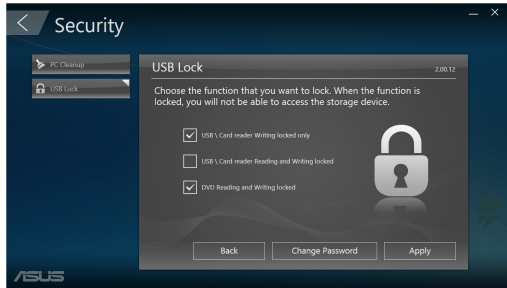 Security
PC Cleanup
USB Lock
USB Lock
2.00.12
Choose the function that you want to lock. When the function is
locked, you will not be able to access the storage device.
USB \ Card reader Writing locked only
USB \ Card reader Reading and Writing locked
DVD Reading and Writing locked
Back
Change Password
Apply
ASUS